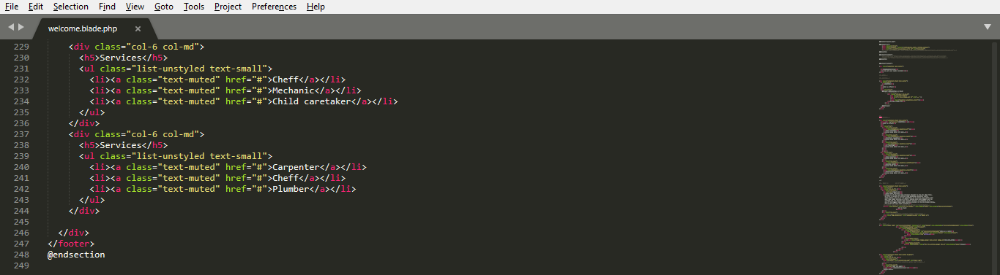 File Edit Selection Find View Goto Tools Project Preferences Help
welcome.blade.php ×
229 <div class="col-6 col-md">
230 <h5>Services</h5>
231 <ul class="list-unstyled text-small">
232 <li><a class="text-muted" href="#">Cheff</a></li>
233 <li><a class="text-muted" href="#">Mechanic</a></li>
234 <li><a class="text-muted" href="#">Child caretaker</a></li>
235 </ul>
236 </div>
237 <div class="col-6 col-md">
238 <h5>Services</h5>
239 <ul class="list-unstyled text-small">
240 <li><a class="text-muted" href="#">Carpenter</a></li>
241 <li><a class="text-muted" href="#">Cheff</a></li>
242 <li><a class="text-muted" href="#">Plumber</a></li>
243 </ul>
244 </div>
245
246 </div>
247 </footer>
248 @endsection
249